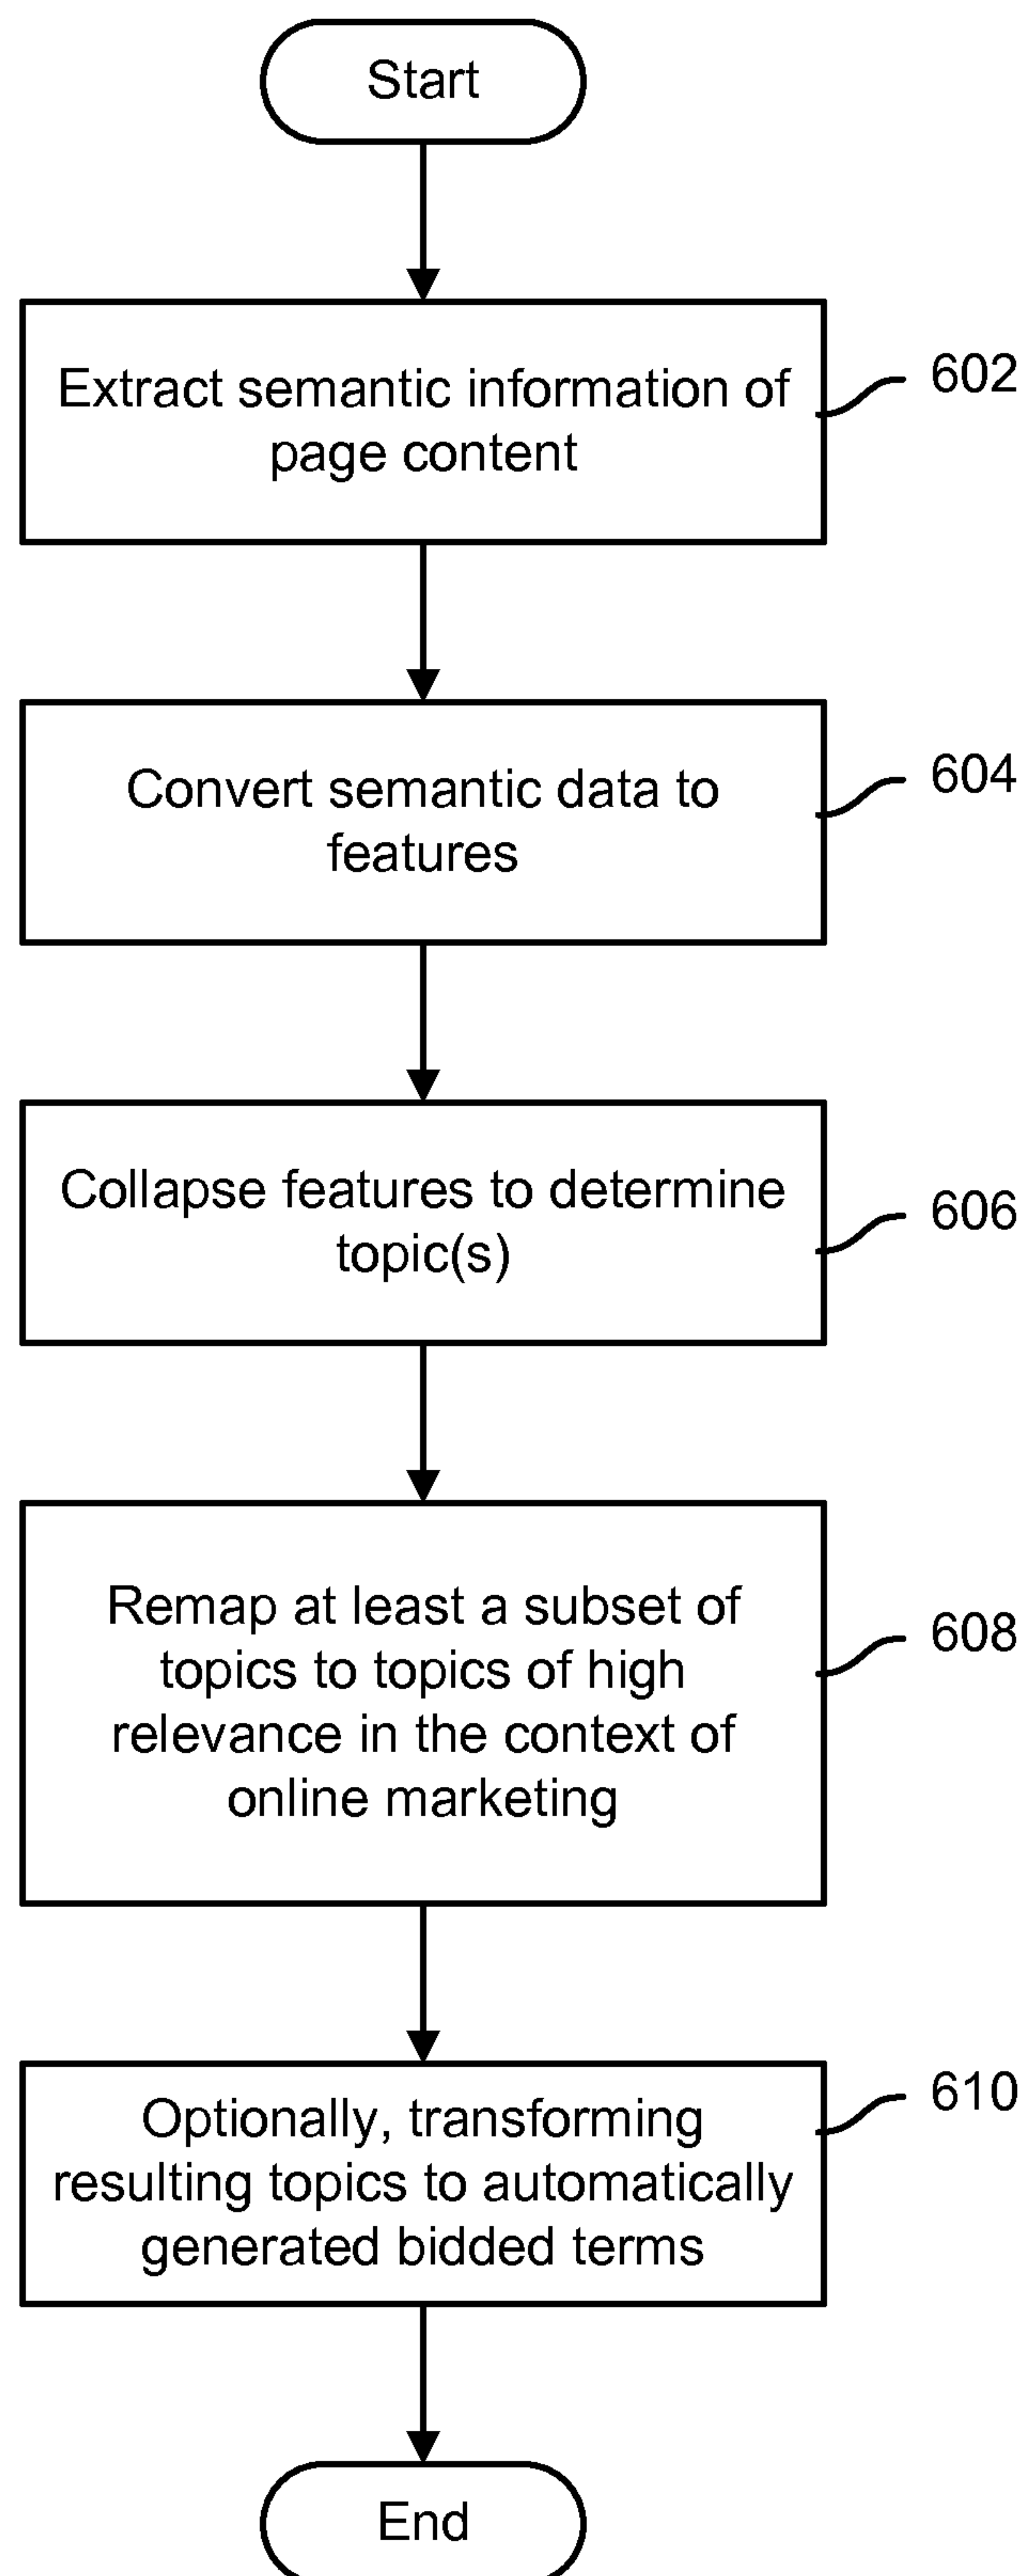 Start
Extract semantic information of
page content
602
Convert semantic data to
features
604
Collapse features to determine
topic(s)
606
Remap at least a subset of
topics to topics of high
relevance in the context of
online marketing
608
Optionally, transforming
resulting topics to automatically
generated bidded terms
610
End